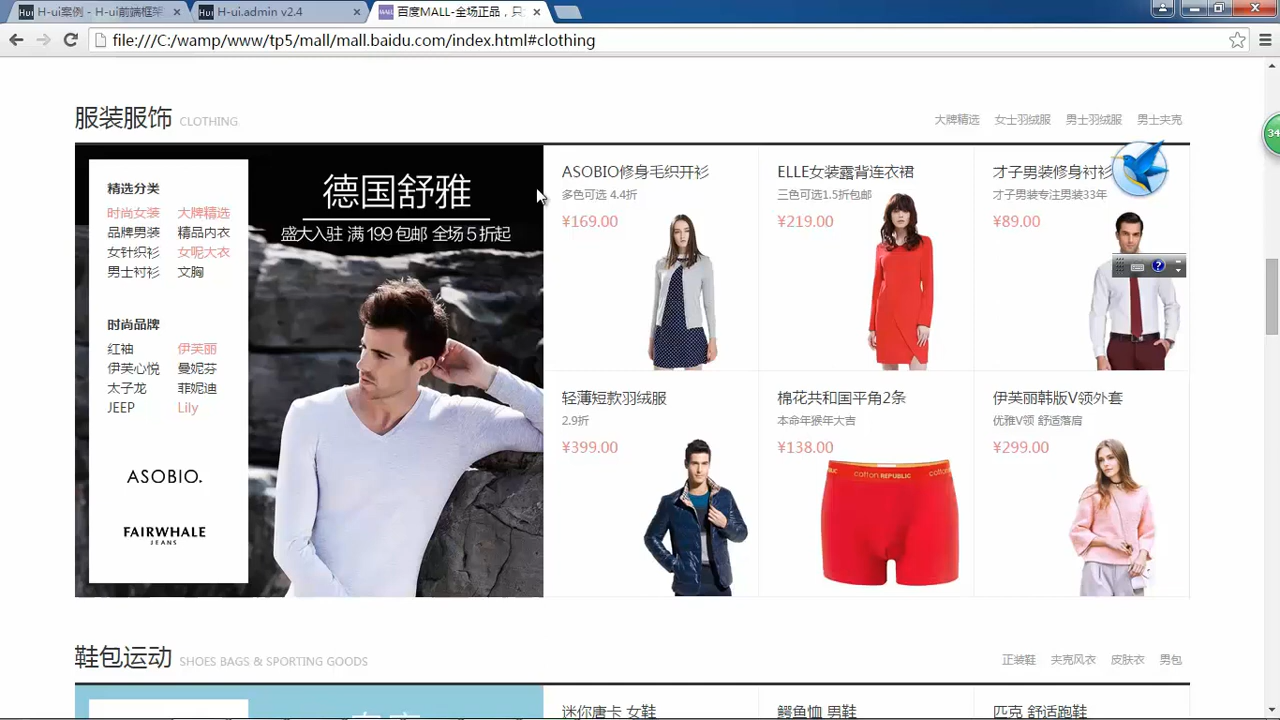 H-ui案例 - H-ui前端框架
H-ui.admin v2.4
百度MALL-全场正品，只
file:///C:/wamp/www/tp5/mall/mall.baidu.com/index.html#clothing
34
服装服饰 CLOTHING
大牌精选 女士羽绒服 男士羽绒服 男士夹克
精选分类
时尚女装 大牌精选
品牌男装 精品内衣
女针织衫 女呢大衣
男士衬衫 文胸
时尚品牌
红袖 伊芙丽
伊芙心悦 曼妮芬
太子龙 菲妮迪
JEEP Lily
ASOBIO.
FAIRWHALE
JEANS
德国舒雅
盛大入驻 满199包邮 全场5折起
ASOBIO修身毛织开衫
多色可选 4.4折
¥169.00
ELLE女装露背连衣裙
三色可选1.5折包邮
¥219.00
才子男装修身衬衫
才子男装专注男装33年
¥89.00
轻薄短款羽绒服
2.9折
¥399.00
棉花共和国平角2条
本命年猴年大吉
¥138.00
cotton REPUBLIC
伊芙丽韩版V领外套
优雅V领 舒适落肩
¥299.00
鞋包运动 SHOES BAGS & SPORTING GOODS
正装鞋 夹克风衣 皮肤衣 男包
迷你唐卡 女鞋
鳄鱼恤 男鞋
匹克 舒适跑鞋